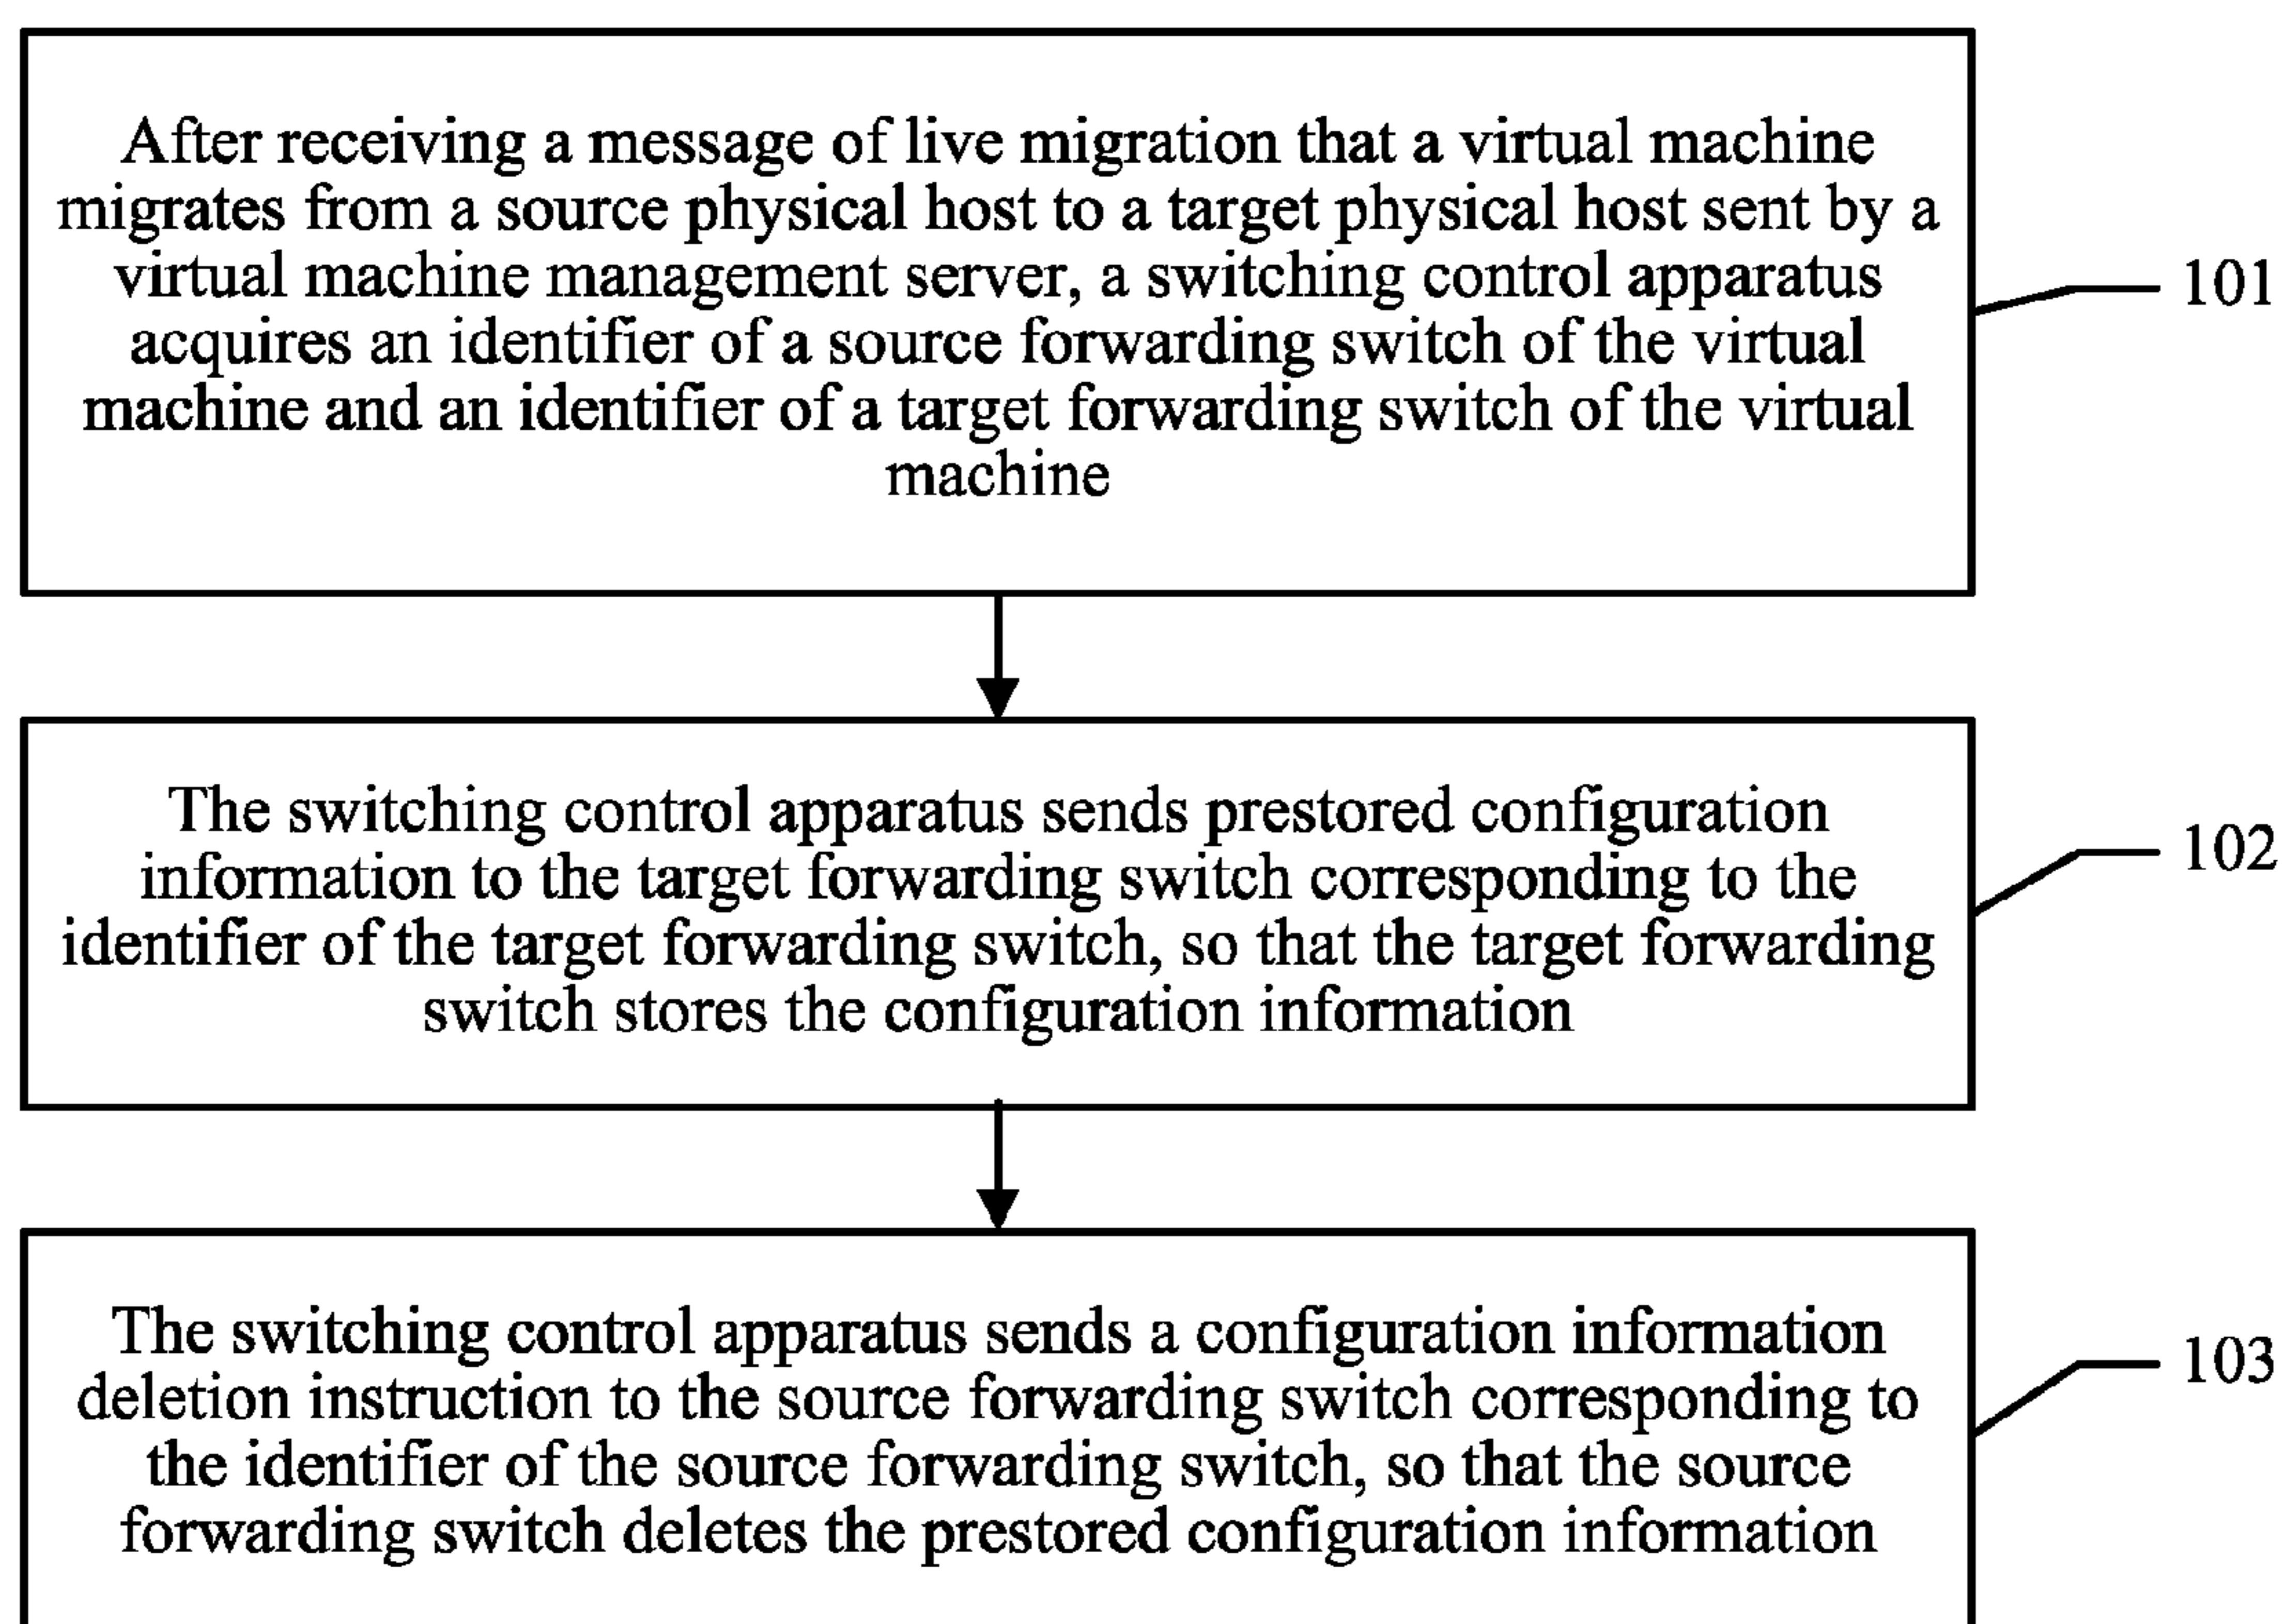 After receiving a message of live migration that a virtual machine
migrates from a source physical host to a target physical host sent by a
virtual machine management server, a switching control apparatus
acquires an identifier of a source forwarding switch of the virtual
machine and an identifier of a target forwarding switch of the virtual
machine
101
The switching control apparatus sends prestored configuration
information to the target forwarding switch corresponding to the
identifier of the target forwarding switch, so that the target forwarding
switch stores the configuration information
102
The switching control apparatus sends a configuration information
deletion instruction to the source forwarding switch corresponding to
the identifier of the source forwarding switch, so that the source
forwarding switch deletes the prestored configuration information
103